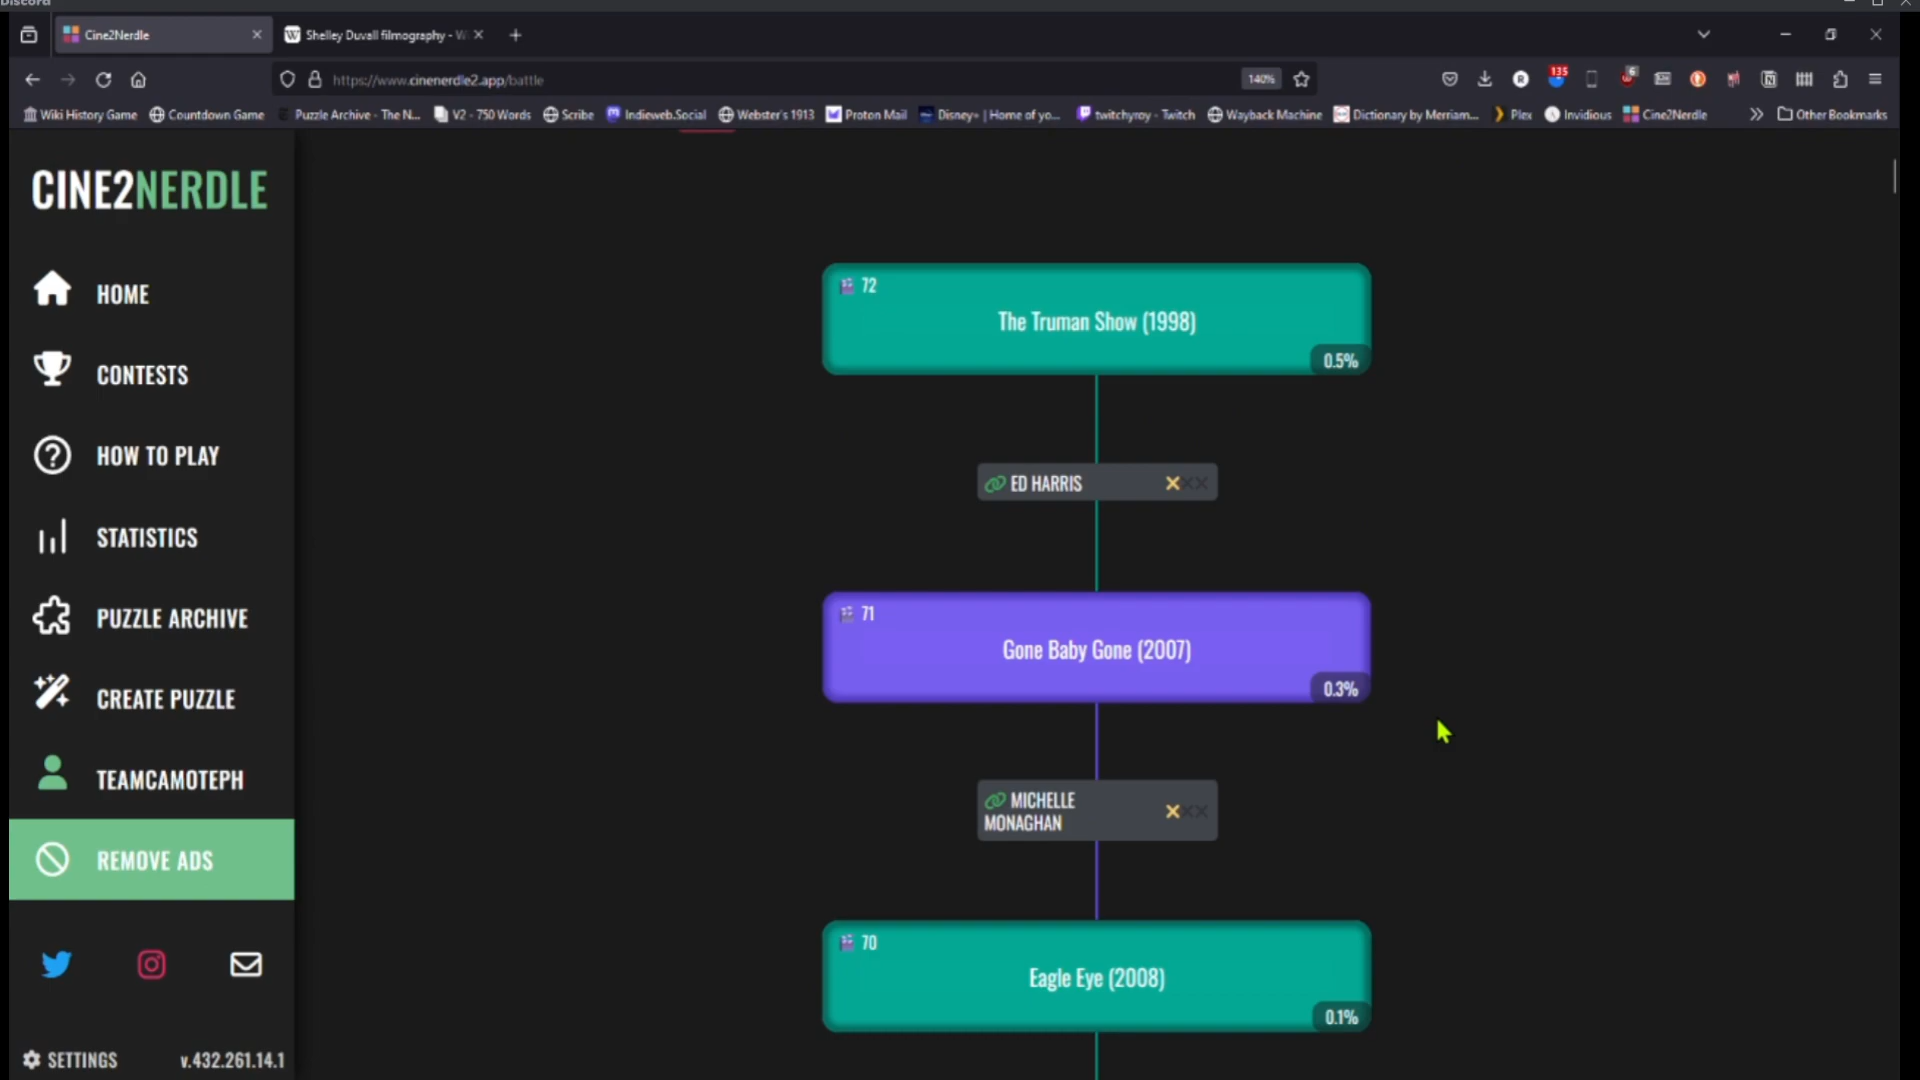 Discord
Cine2Nerdle
Shelley Duvall filmography - W
https://www.cinenerdle2.app/battle
140%
135
6
Wiki History Game
Countdown Game
Puzzle Archive - The N...
V2 - 750 Words
Scribe
Indieweb.Social
Webster's 1913
Proton Mail
Disney+ | Home of yo...
twitchyroy - Twitch
Wayback Machine
Dictionary by Merriam...
Plex
Invidious
Cine2Nerdle
Other Bookmarks
CINE2NERDLE
HOME
CONTESTS
HOW TO PLAY
STATISTICS
PUZZLE ARCHIVE
CREATE PUZZLE
TEAMCAMOTEPH
REMOVE ADS
SETTINGS
v.432.261.14.1
72
The Truman Show (1998)
0.5%
ED HARRIS
71
Gone Baby Gone (2007)
0.3%
MICHELLE
MONAGHAN
70
Eagle Eye (2008)
0.1%